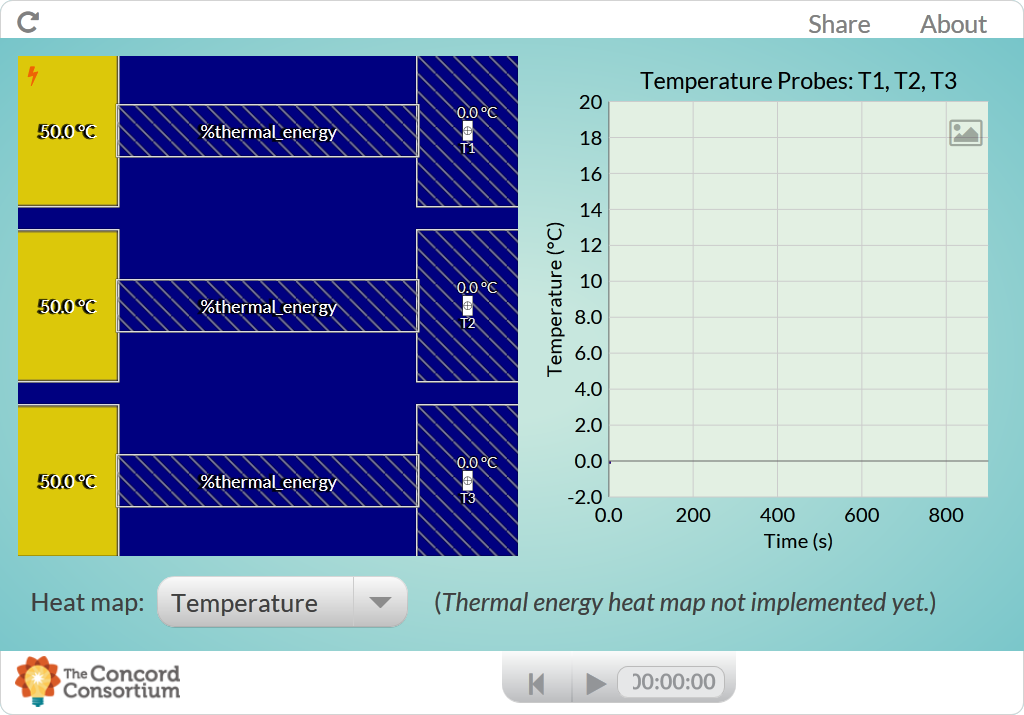 Share About
50.0 °C
%thermal_energy
0.0 °C
T1
50.0 °C
%thermal_energy
0.0 °C
T2
50.0 °C
%thermal_energy
0.0 °C
T3
Temperature Probes: T1, T2, T3
20
18
16
14
12
10
8.0
6.0
4.0
2.0
0.0
-2.0
Temperature (°C)
0.0 200 400 600 800
Time (s)
Heat map: Temperature (Thermal energy heat map not implemented yet.)
The Concord
Consortium
00:00:00